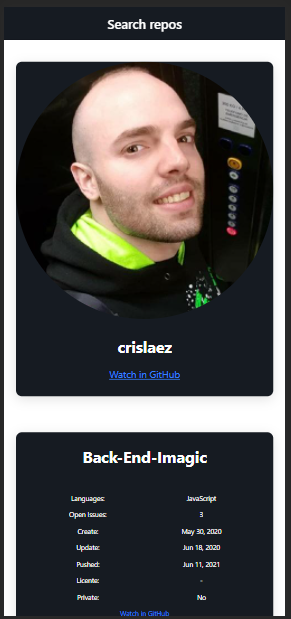 Search repos
crislaez
Watch in GitHub
Back-End-Imagic
Languages: JavaScript
Open Issues: 3
Create: May 30, 2020
Update: Jun 18, 2020
Pushed: Jun 11, 2021
Licente: -
Private: No
Watch in GitHub